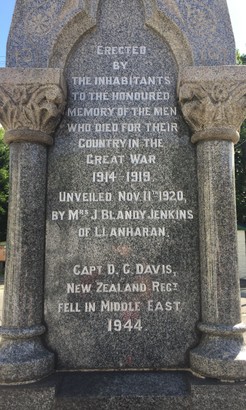 ERECTED
BY
THE INHABITANTS
TO THE HONOURED
MEMORY OF THE MEN
WHO DIED FOR THEIR
COUNTRY IN THE
GREAT WAR
1914-1919.
UNVEILED NOV. 11TH 1920,
BY MRS J. BLANDY JENKINS
OF LLANHARAN.
CAPT. D. G. DAVIS,
NEW ZEALAND REGT.
FELL IN MIDDLE EAST
1944.